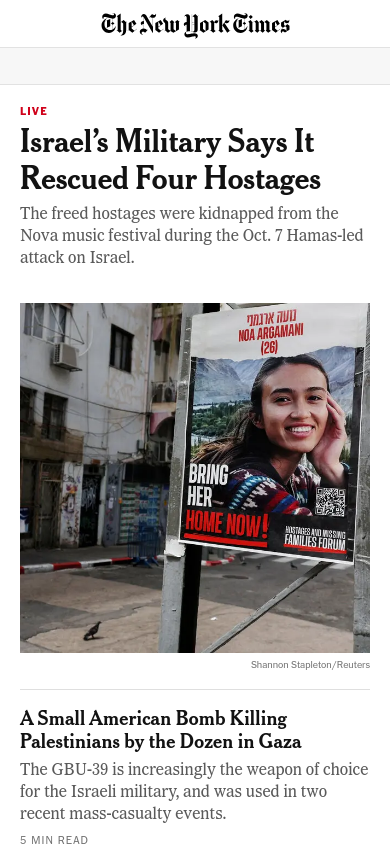 The New York Times
LIVE
Israel’s Military Says It
Rescued Four Hostages
The freed hostages were kidnapped from the
Nova music festival during the Oct. 7 Hamas-led
attack on Israel.
נועה ארגמני
NOA ARGAMANI
(26)
BRING
HER
HOME NOW!
HOSTAGES AND MISSING
FAMILIES FORUM
Shannon Stapleton/Reuters
A Small American Bomb Killing
Palestinians by the Dozen in Gaza
The GBU-39 is increasingly the weapon of choice
for the Israeli military, and was used in two
recent mass-casualty events.
5 MIN READ